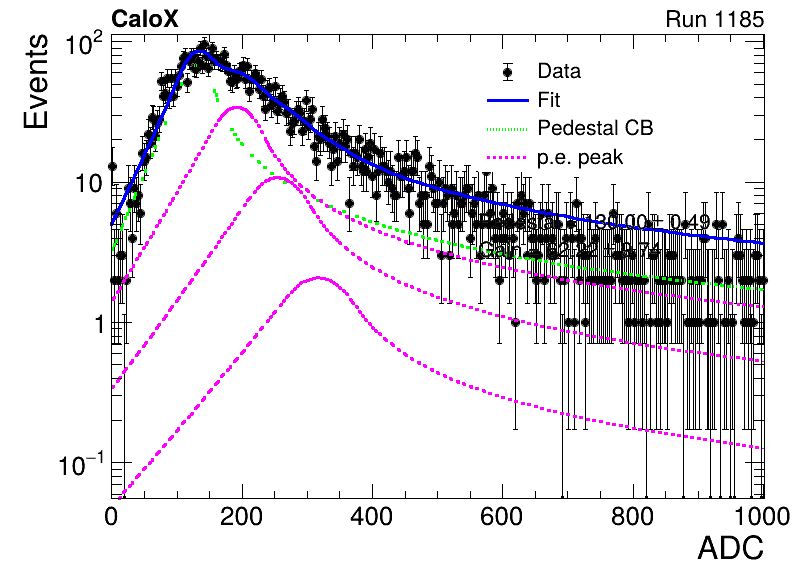 CaloX Run 1185
Events
Data
Fit
Pedestal CB
p.e. peak
10²
10
1
10⁻¹
0 200 400 600 800 1000
ADC